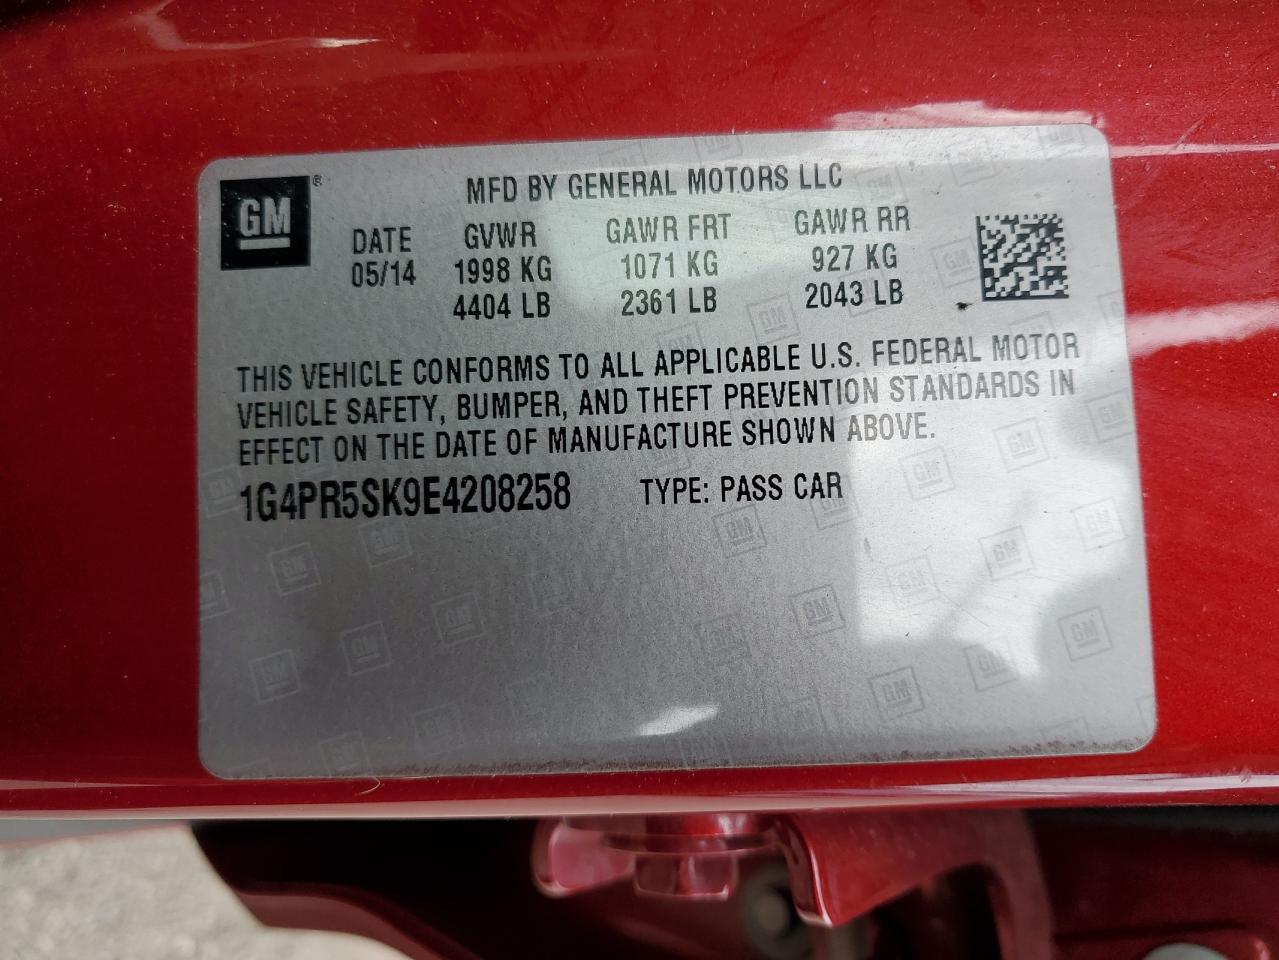 GM ®
MFD BY GENERAL MOTORS LLC
DATE GVWR GAWR FRT GAWR RR
05/14 1998 KG 1071 KG 927 KG
4404 LB 2361 LB 2043 LB
THIS VEHICLE CONFORMS TO ALL APPLICABLE U.S. FEDERAL MOTOR
VEHICLE SAFETY, BUMPER, AND THEFT PREVENTION STANDARDS IN
EFFECT ON THE DATE OF MANUFACTURE SHOWN ABOVE.
1G4PR5SK9E4208258 TYPE: PASS CAR